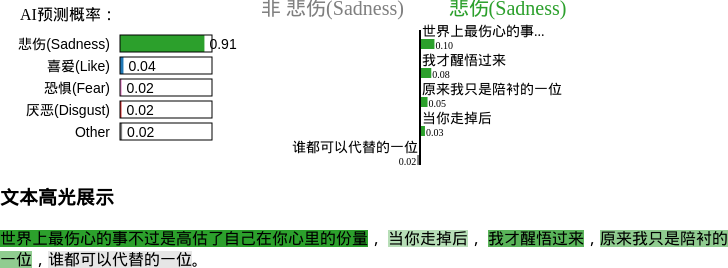 AI预测概率：
悲伤(Sadness) 0.91
喜爱(Like) 0.04
恐惧(Fear) 0.02
厌恶(Disgust) 0.02
Other 0.02
非 悲伤(Sadness) 悲伤(Sadness)
世界上最伤心的事...
0.10
我才醒悟过来
0.08
原来我只是陪衬的一位
0.05
当你走掉后
0.03
谁都可以代替的一位
0.02
文本高光展示
世界上最伤心的事不过是高估了自己在你心里的份量，当你走掉后，我才醒悟过来，原来我只是陪衬的
一位，谁都可以代替的一位。